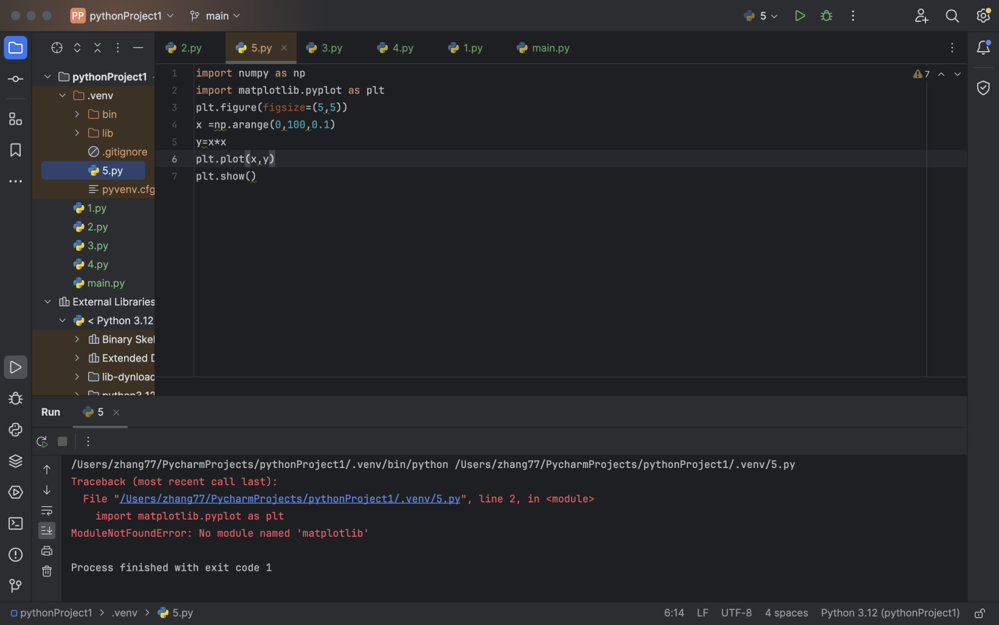 PP pythonProject1 main 5
2.py 5.py 3.py 4.py 1.py main.py
pythonProject1
.venv
bin
lib
.gitignore
5.py
pyvenv.cfg
1.py
2.py
3.py
4.py
main.py
External Libraries
< Python 3.12
Binary Skel
Extended D
lib-dynload
python3.12
1 import numpy as np
2 import matplotlib.pyplot as plt
3 plt.figure(figsize=(5,5))
4 x =np.arange(0,100,0.1)
5 y=x*x
6 plt.plot(x,y)
7 plt.show()
7
Run 5
/Users/zhang77/PycharmProjects/pythonProject1/.venv/bin/python /Users/zhang77/PycharmProjects/pythonProject1/.venv/5.py
Traceback (most recent call last):
File "/Users/zhang77/PycharmProjects/pythonProject1/.venv/5.py", line 2, in <module>
import matplotlib.pyplot as plt
ModuleNotFoundError: No module named 'matplotlib'
Process finished with exit code 1
pythonProject1 > .venv > 5.py
6:14 LF UTF-8 4 spaces Python 3.12 (pythonProject1)